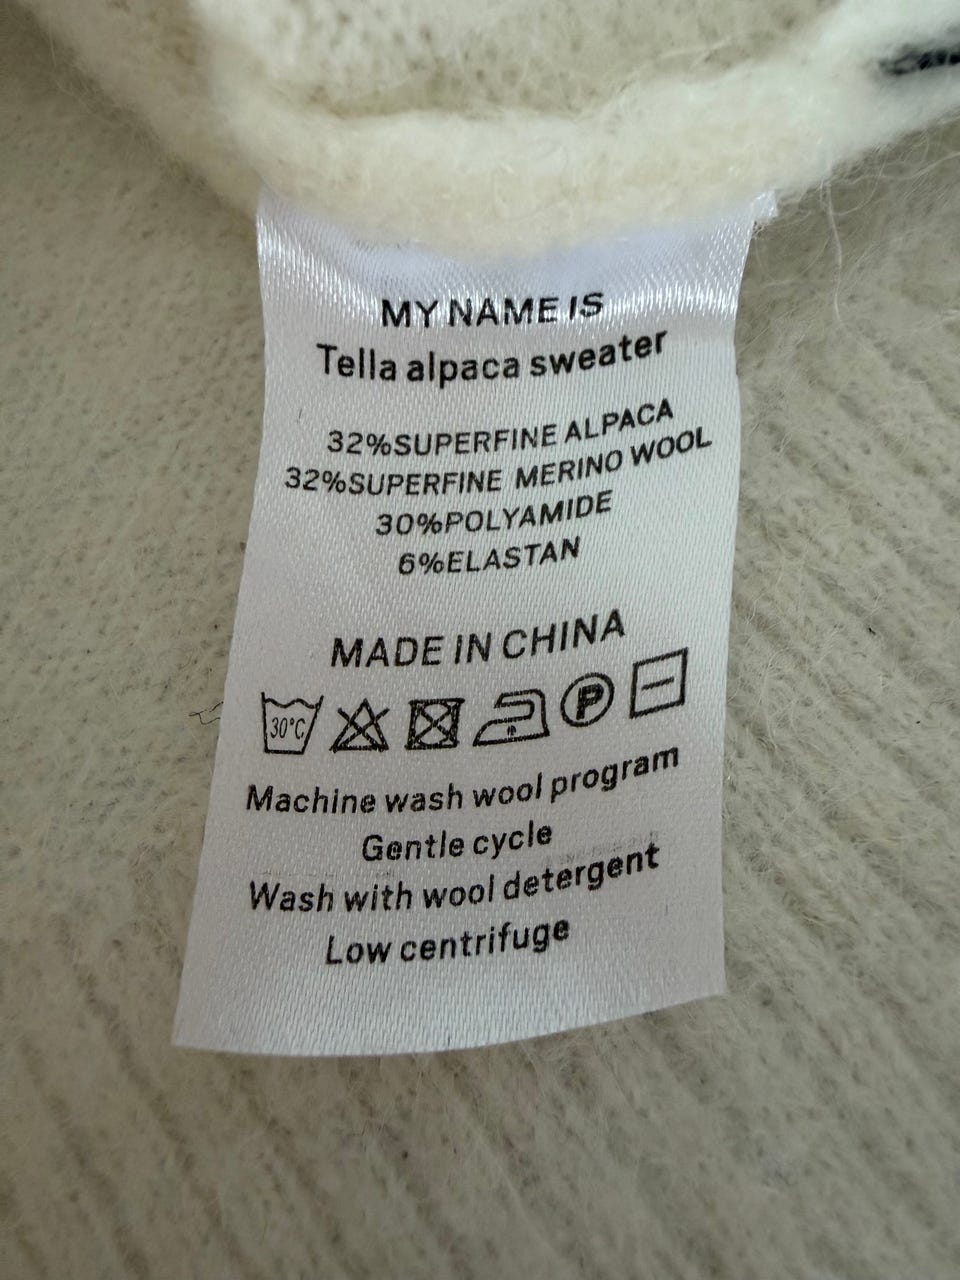 MY NAME IS
Tella alpaca sweater
32%SUPERFINE ALPACA
32%SUPERFINE MERINO WOOL
30%POLYAMIDE
6%ELASTAN
MADE IN CHINA
30°C P
Machine wash wool program
Gentle cycle
Wash with wool detergent
Low centrifuge